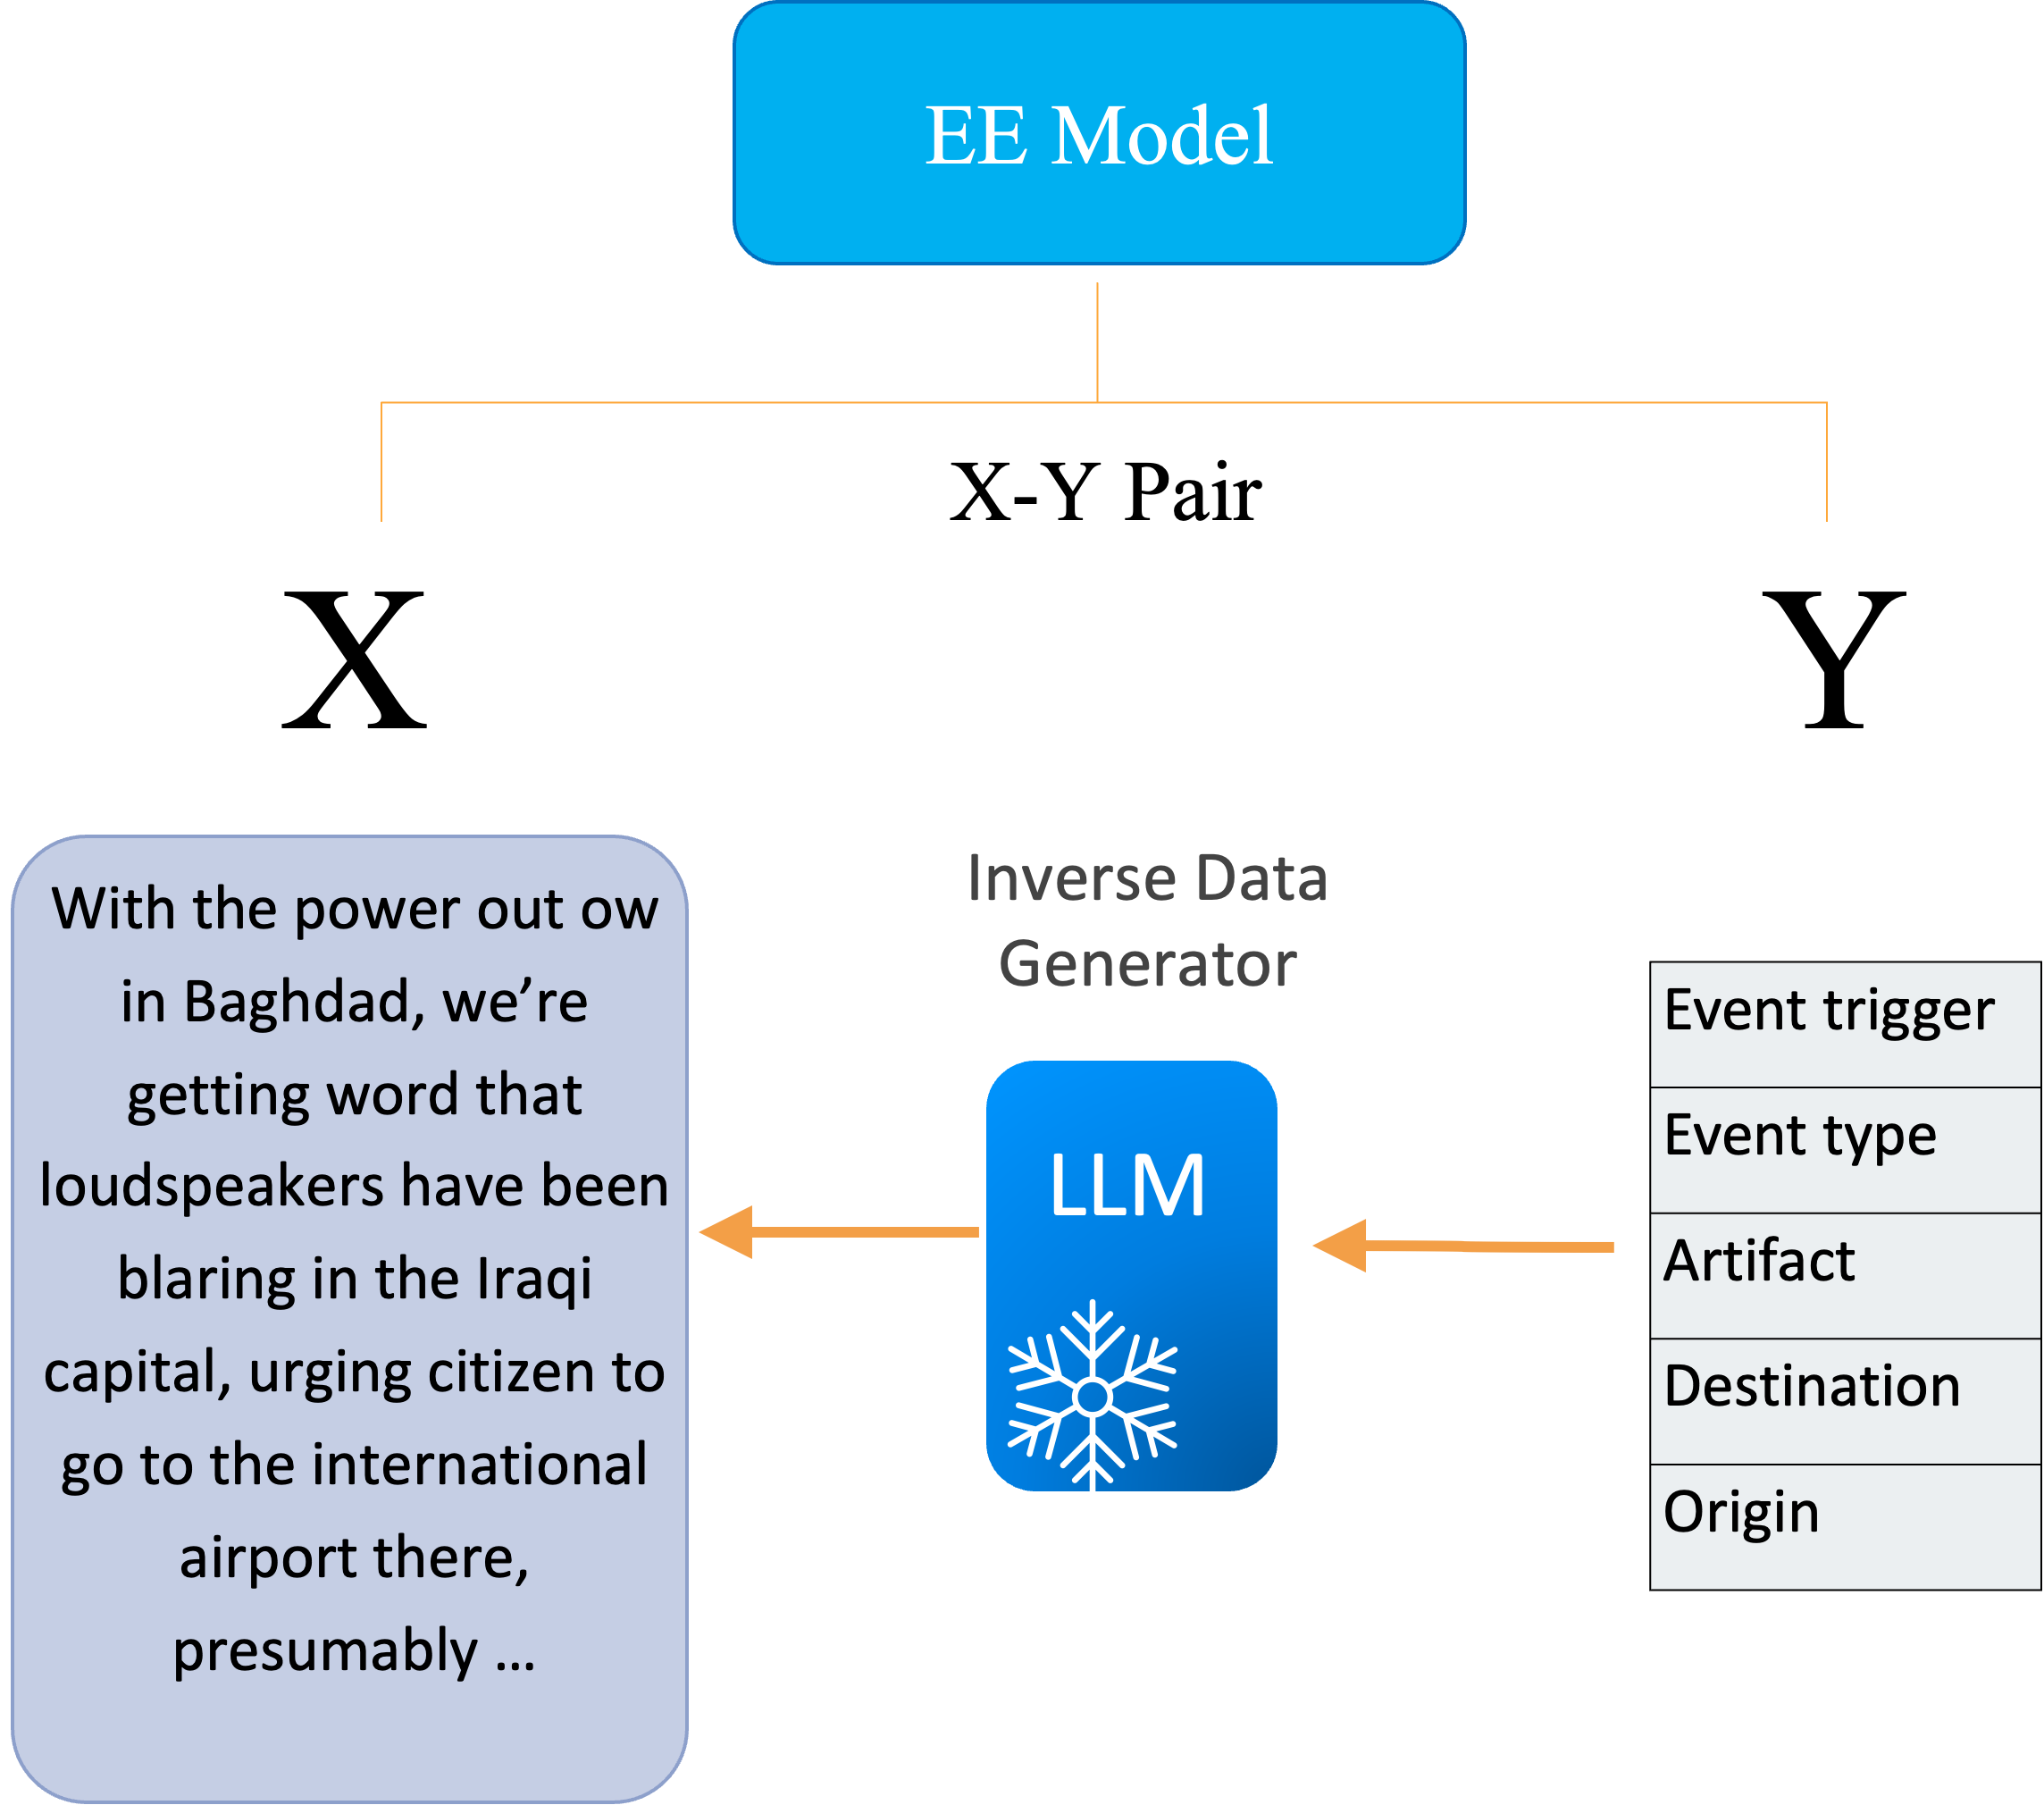 EE Model
X-Y Pair
X
Y
With the power out ow
in Baghdad, we’re
getting word that
loudspeakers have been
blaring in the Iraqi
capital, urging citizen to
go to the international
airport there,
presumably ...
Inverse Data
Generator
LLM
Event trigger
Event type
Artifact
Destination
Origin